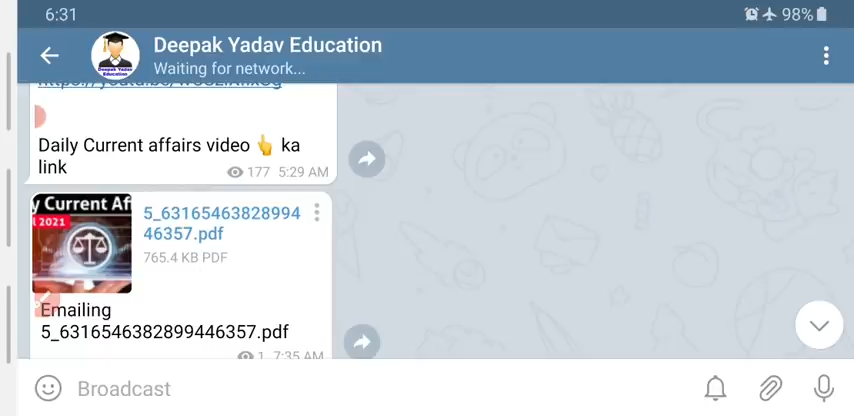 6:31
98%
Deepak Yadav Education
Waiting for network...
Daily Current affairs video 👆 ka
link
177 5:29 AM
y Current Aff
2021
5_63165463828994
46357.pdf
765.4 KB PDF
Emailing
5_6316546382899446357.pdf
1 7:35 AM
Broadcast